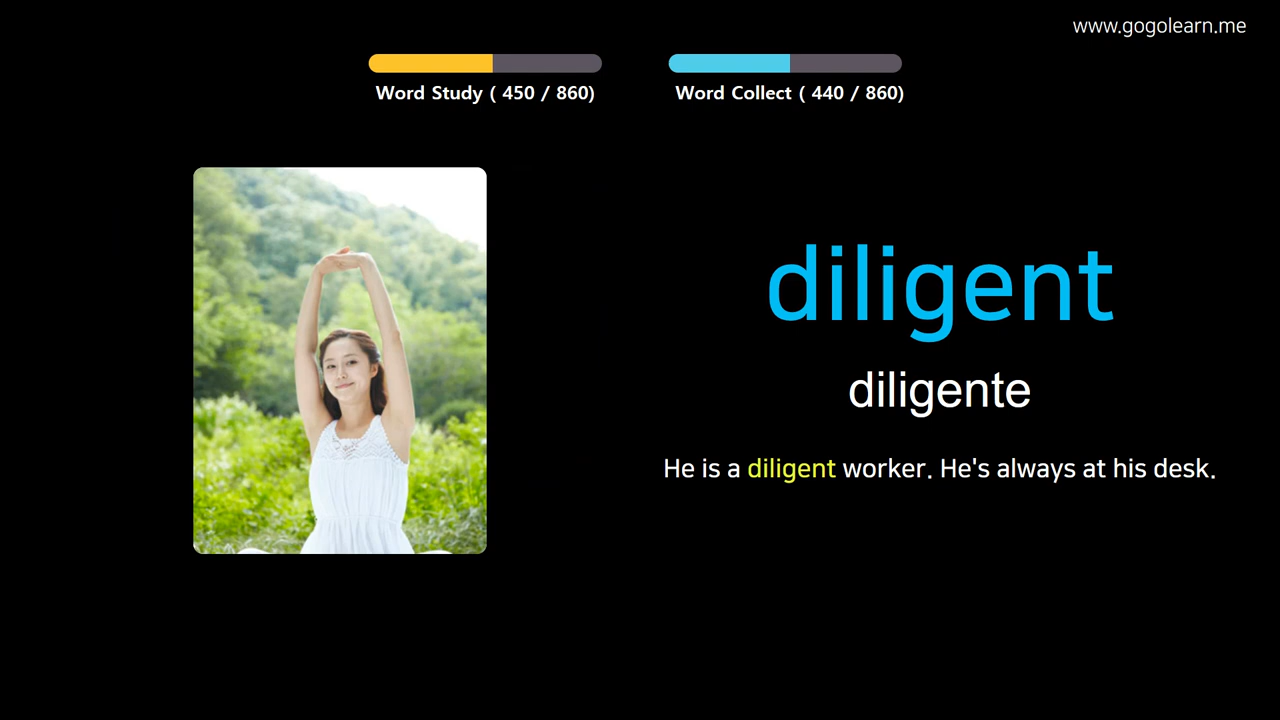 www.gogolearn.me
Word Study ( 450 / 860)
Word Collect ( 440 / 860)
diligent
diligente
He is a diligent worker. He's always at his desk.